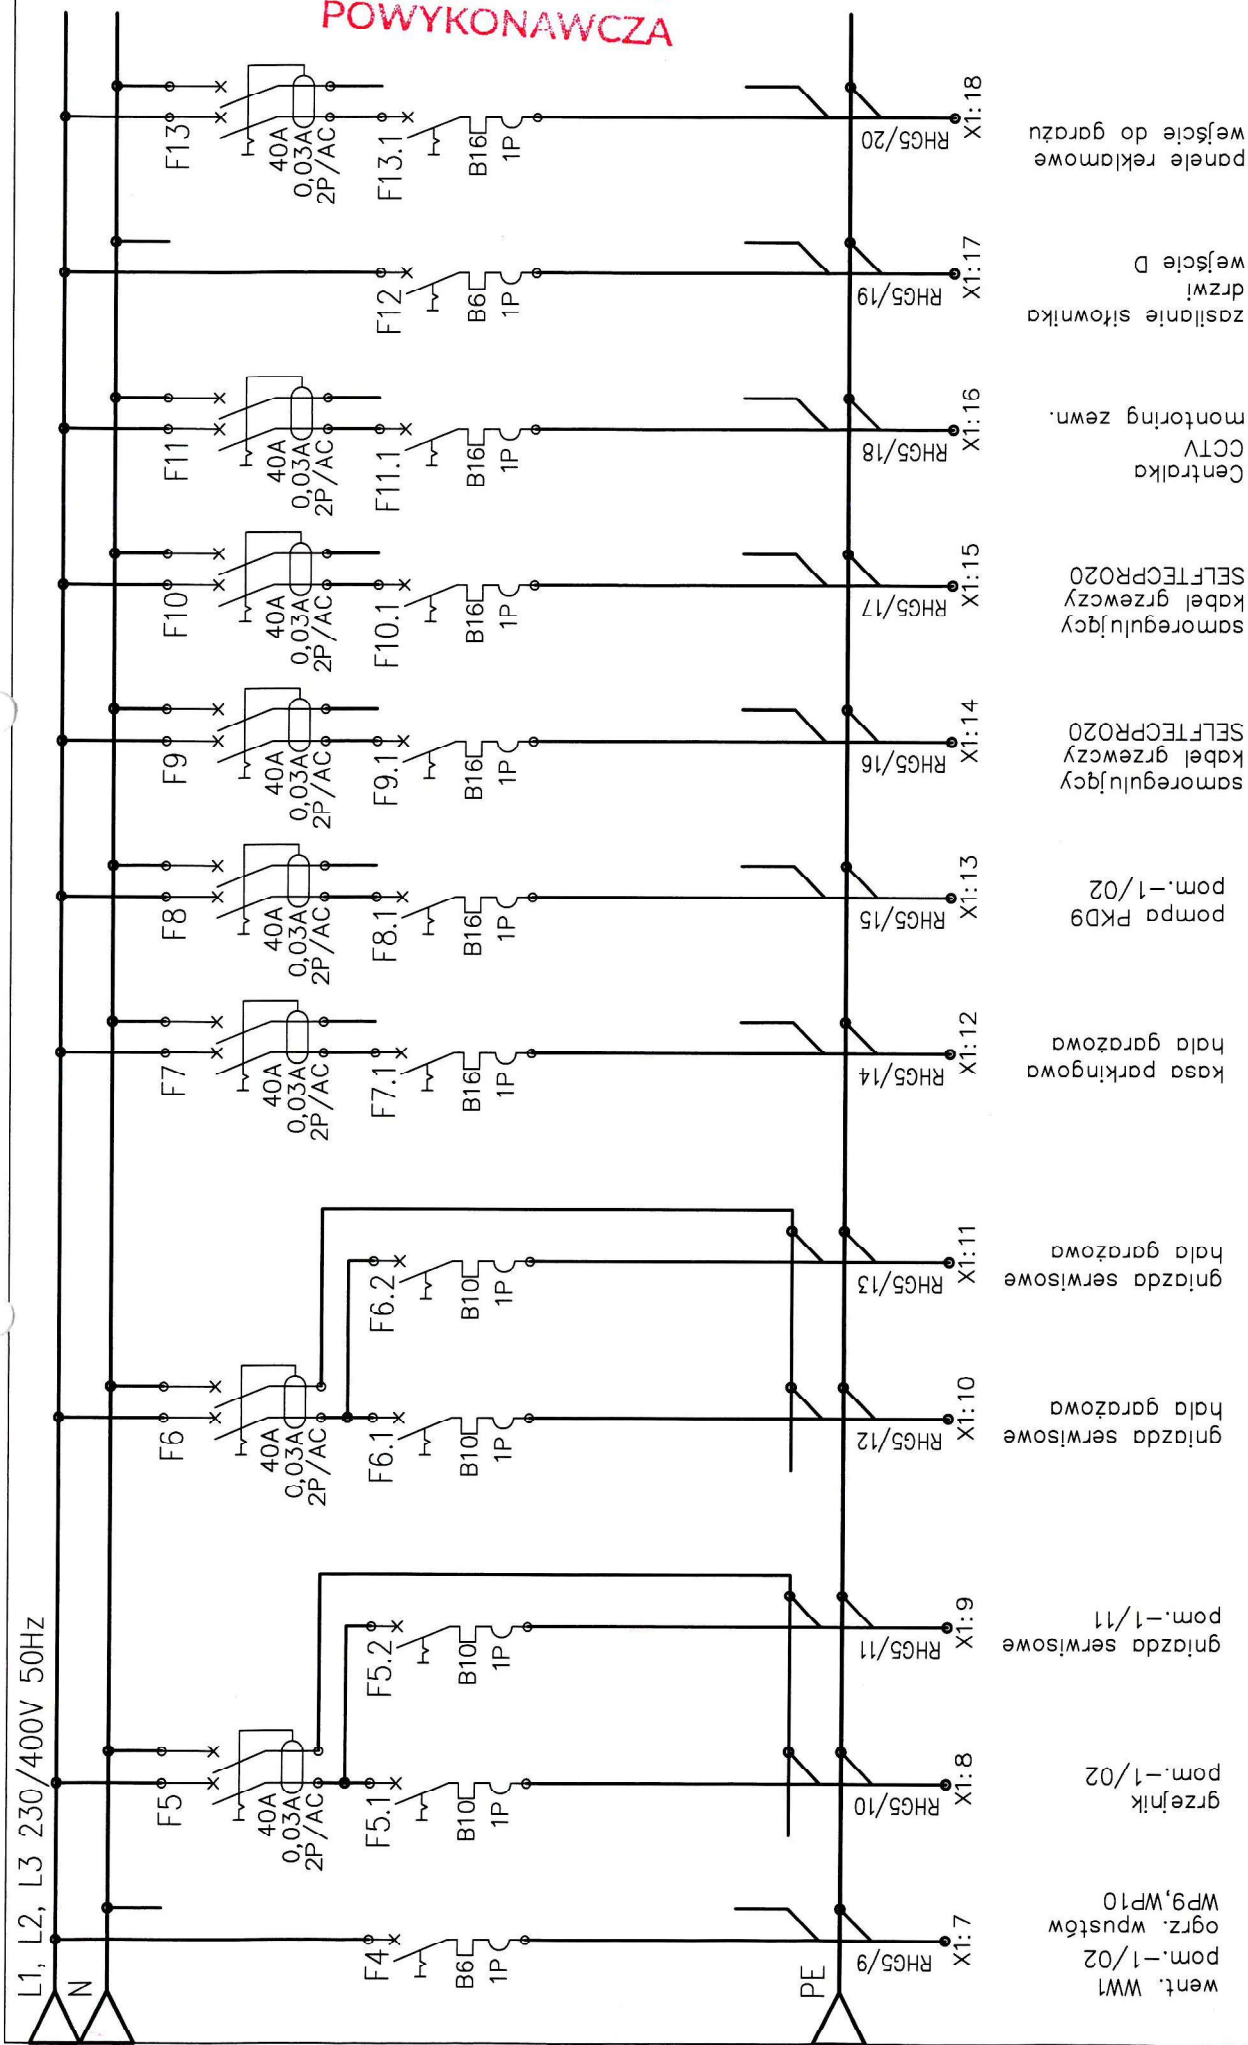 POWYKONAWCZA
L1, L2, L3 230/400V 50Hz
N
PE
F4
B6
1P
RHG5/9
X1:7
went. WW1
pom.-1/02
ogrz. wpustów
WP9,WP10
F5
40A
0,03A
2P/AC
F5.1
B10
1P
RHG5/10
X1:8
grzejnik
pom.-1/02
F5.2
B10
1P
RHG5/11
X1:9
gniazda serwisowe
pom.-1/11
F6
40A
0,03A
2P/AC
F6.1
B10
1P
RHG5/12
X1:10
gniazda serwisowe
hala garażowa
F6.2
B10
1P
RHG5/13
X1:11
gniazda serwisowe
hala garażowa
F7
40A
0,03A
2P/AC
F7.1
B16
1P
RHG5/14
X1:12
kasa parkingowa
hala garażowa
F8
40A
0,03A
2P/AC
F8.1
B16
1P
RHG5/15
X1:13
pompa PKD9
pom.-1/02
F9
40A
0,03A
2P/AC
F9.1
B16
1P
RHG5/16
X1:14
samoregulujący
kabel grzewczy
SELFTECPRO20
F10
40A
0,03A
2P/AC
F10.1
B16
1P
RHG5/17
X1:15
samoregulujący
kabel grzewczy
SELFTECPRO20
F11
40A
0,03A
2P/AC
F11.1
B16
1P
RHG5/18
X1:16
Centralka
CCTV
montoring zewn.
F12
B6
1P
RHG5/19
X1:17
zasilanie siłownika
drzwi
wejście D
F13
40A
0,03A
2P/AC
F13.1
B16
1P
RHG5/20
X1:18
panele reklamowe
wejście do garażu